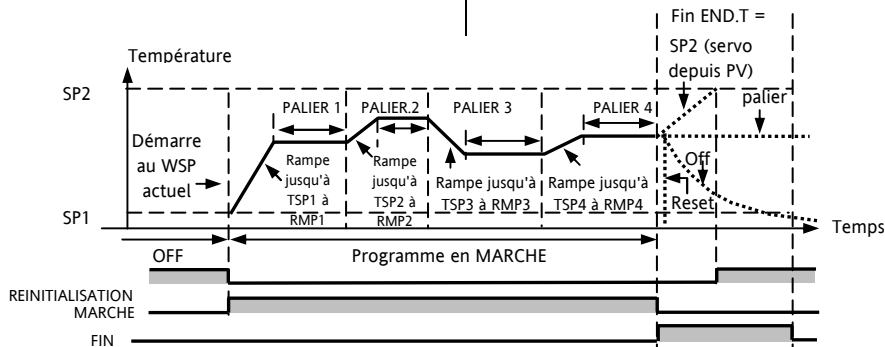 Fin END.T =
SP2 (servo
depuis PV)
Température
SP2
PALIER 1
PALIER.2
PALIER 3
PALIER 4
palier
Démarre
au WSP
actuel
Rampe
jusqu'à
TSP1 à
RMP1
Rampe
jusqu'à
TSP2 à
RMP2
Rampe jusqu'à
TSP3 à RMP3
Rampe jusqu'à
TSP4 à RMP4
Off
Reset
SP1
Temps
OFF
Programme en MARCHE
REINITIALISATION
MARCHE
FIN